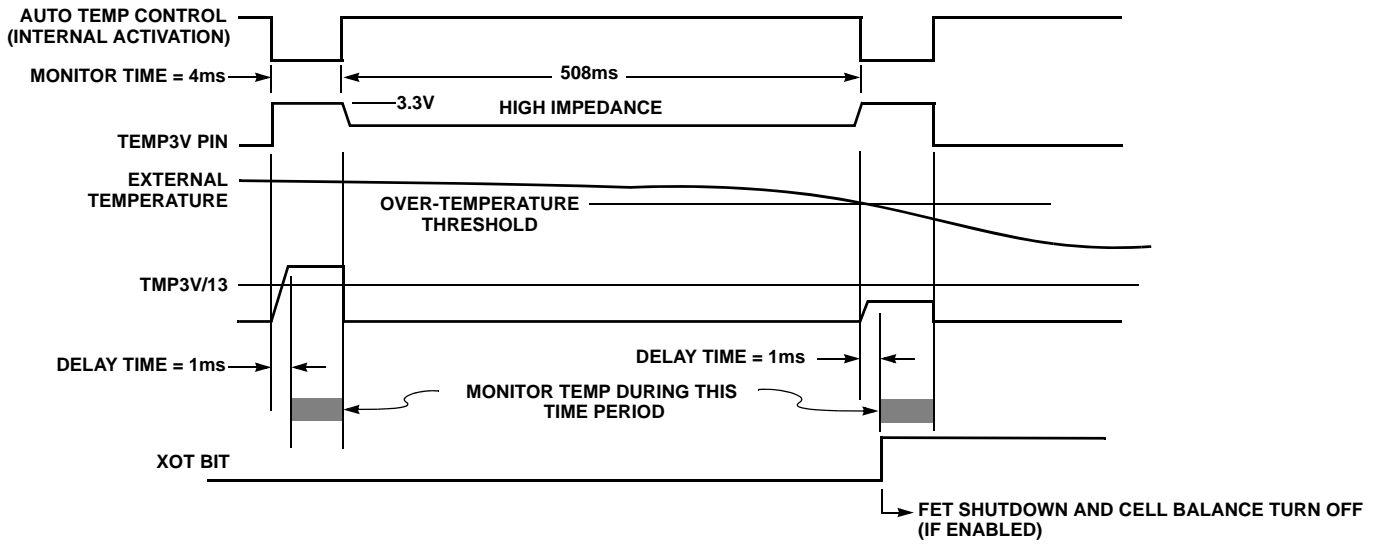 AUTO TEMP CONTROL
(INTERNAL ACTIVATION)
MONITOR TIME = 4ms
508ms
3.3V
HIGH IMPEDANCE
TEMP3V PIN
EXTERNAL
TEMPERATURE
OVER-TEMPERATURE
THRESHOLD
TMP3V/13
DELAY TIME = 1ms
DELAY TIME = 1ms
MONITOR TEMP DURING THIS
TIME PERIOD
XOT BIT
FET SHUTDOWN AND CELL BALANCE TURN OFF
(IF ENABLED)